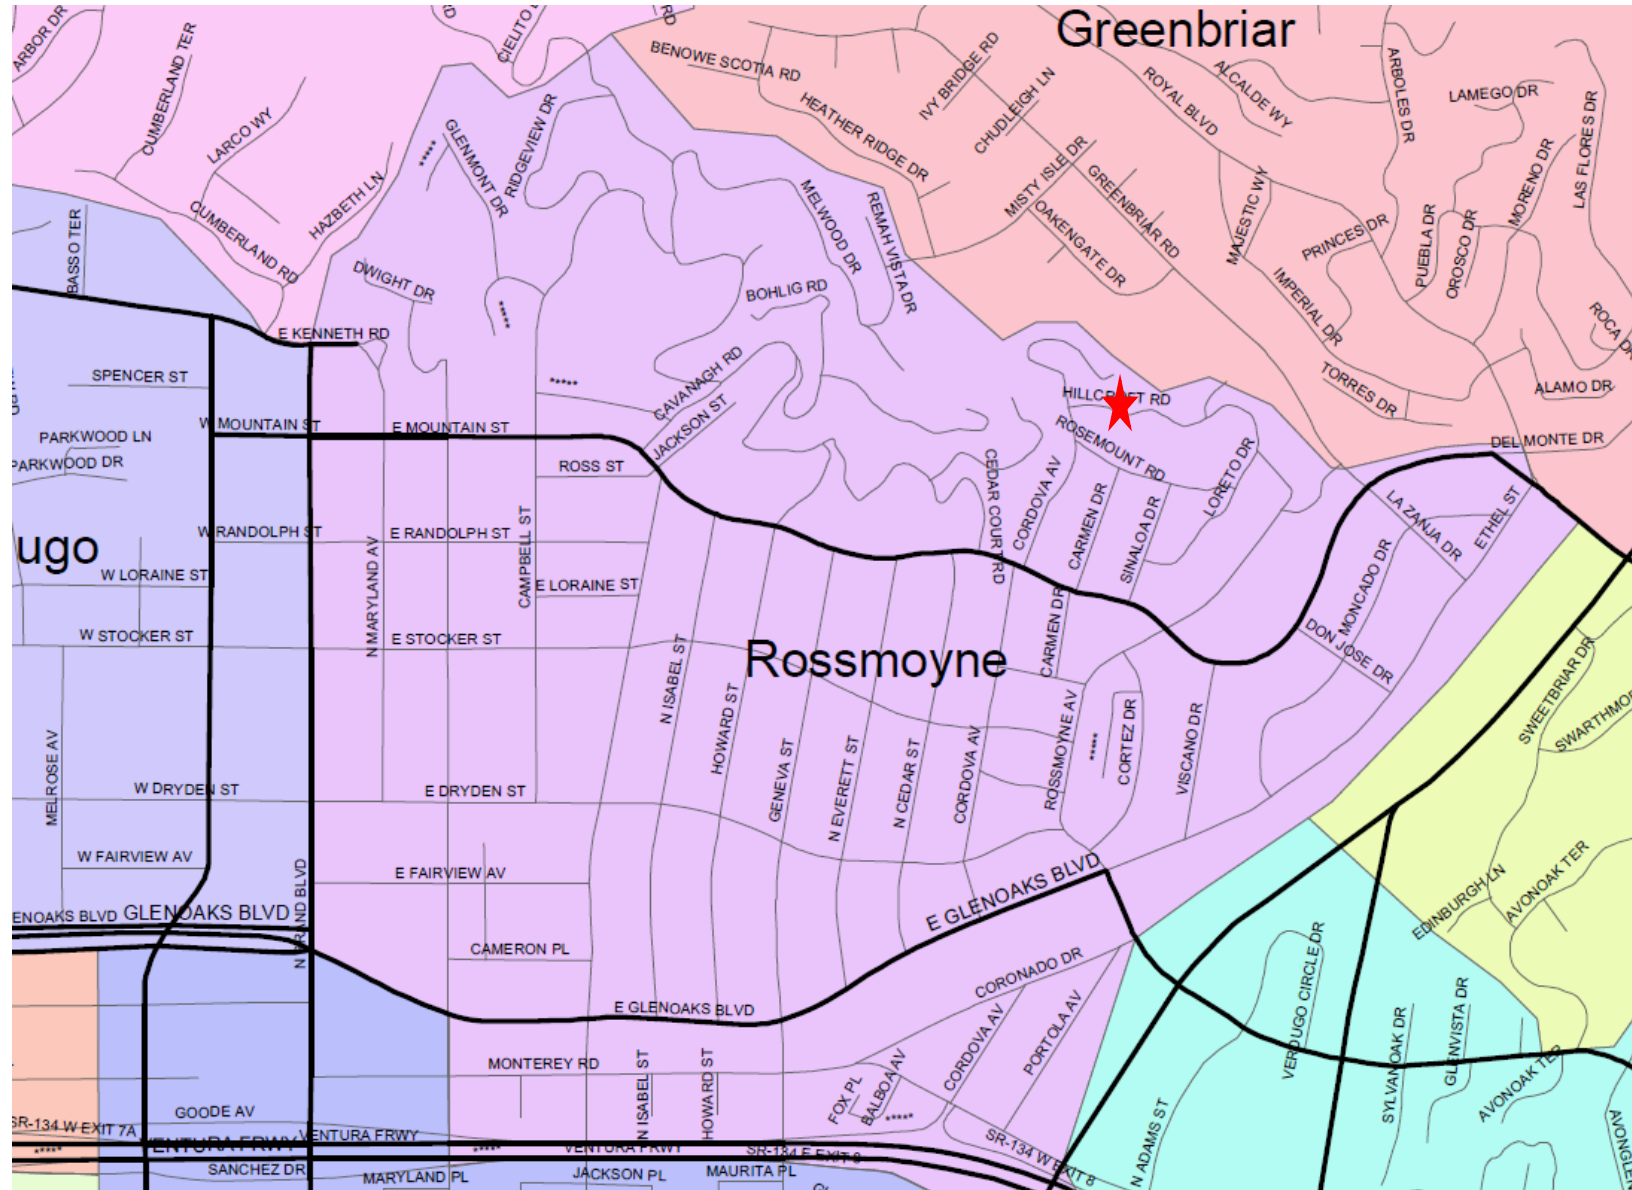 Greenbriar
ARBOR DR
CUMBERLAND TER
RD
RD
BENOWE SCOTIA RD
IVY BRIDGE RD
CHUDLEIGH LN
ROYAL BLVD
ALCALDE WY
ARBOLES DR
LAMEGO DR
LAS FLORES DR
LARCO WY
*****
GLENMONT DR
RIDGEVIEW DR
HEATHER RIDGE DR
MISTY ISLE DR
GREENBRIAR RD
OAKENGATE DR
MAJESTIC WY
PRINCES DR
PUEBLA DR
OROSCO DR
MORENO DR
BASSO TER
CUMBERLAND RD
HAZBETH LN
DWIGHT DR
*****
MELWOOD DR
REMAH VISTA DR
BOHLIG RD
IMPERIAL DR
ROCA DR
E KENNETH RD
SPENCER ST
*****
CAVANAGH RD
JACKSON ST
HILLCROFT RD
ROSEMOUNT RD
TORRES DR
ALAMO DR
DEL MONTE DR
W MOUNTAIN ST
E MOUNTAIN ST
PARKWOOD LN
PARKWOOD DR
ROSS ST
CEDAR COURT RD
CORDOVA AV
CARMEN DR
SINALOA DR
LORETO DR
LA ZANJA DR
ETHEL ST
ugo
W RANDOLPH ST
E RANDOLPH ST
N MARYLAND AV
CAMPBELL ST
W LORAINE ST
E LORAINE ST
W STOCKER ST
E STOCKER ST
Rossmoyne
CARMEN DR
MONCADO DR
DON JOSE DR
N ISABEL ST
HOWARD ST
GENEVA ST
N EVERETT ST
N CEDAR ST
CORDOVA AV
ROSSMOYNE AV
*****
CORTEZ DR
VISCANO DR
SWEETBRIAR DR
SWARTHMO
MELROSE AV
W DRYDEN ST
E DRYDEN ST
W FAIRVIEW AV
E FAIRVIEW AV
N BRAND BLVD
ENOAKS BLVD
GLENOAKS BLVD
E GLENOAKS BLVD
EDINBURGH LN
AVONOAK TER
CAMERON PL
E GLENOAKS BLVD
CORONADO DR
CORDOVA AV
PORTOLA AV
VERDUGO CIRCLE DR
SYLVANOAK DR
GLENVISTA DR
AVONOAK TER
MONTEREY RD
N ISABEL ST
HOWARD ST
FOX PL
BALBOA AV
*****
GOODE AV
SR-134 W EXIT 7A
*****
VENTURA FRWY
VENTURA FRWY
*****
VENTURA FRWY
SR-134 E EXIT 8
SR-134 W EXIT 8
N ADAMS ST
AVONGLEN
SANCHEZ DR
MARYLAND PL
JACKSON PL
MAURITA PL